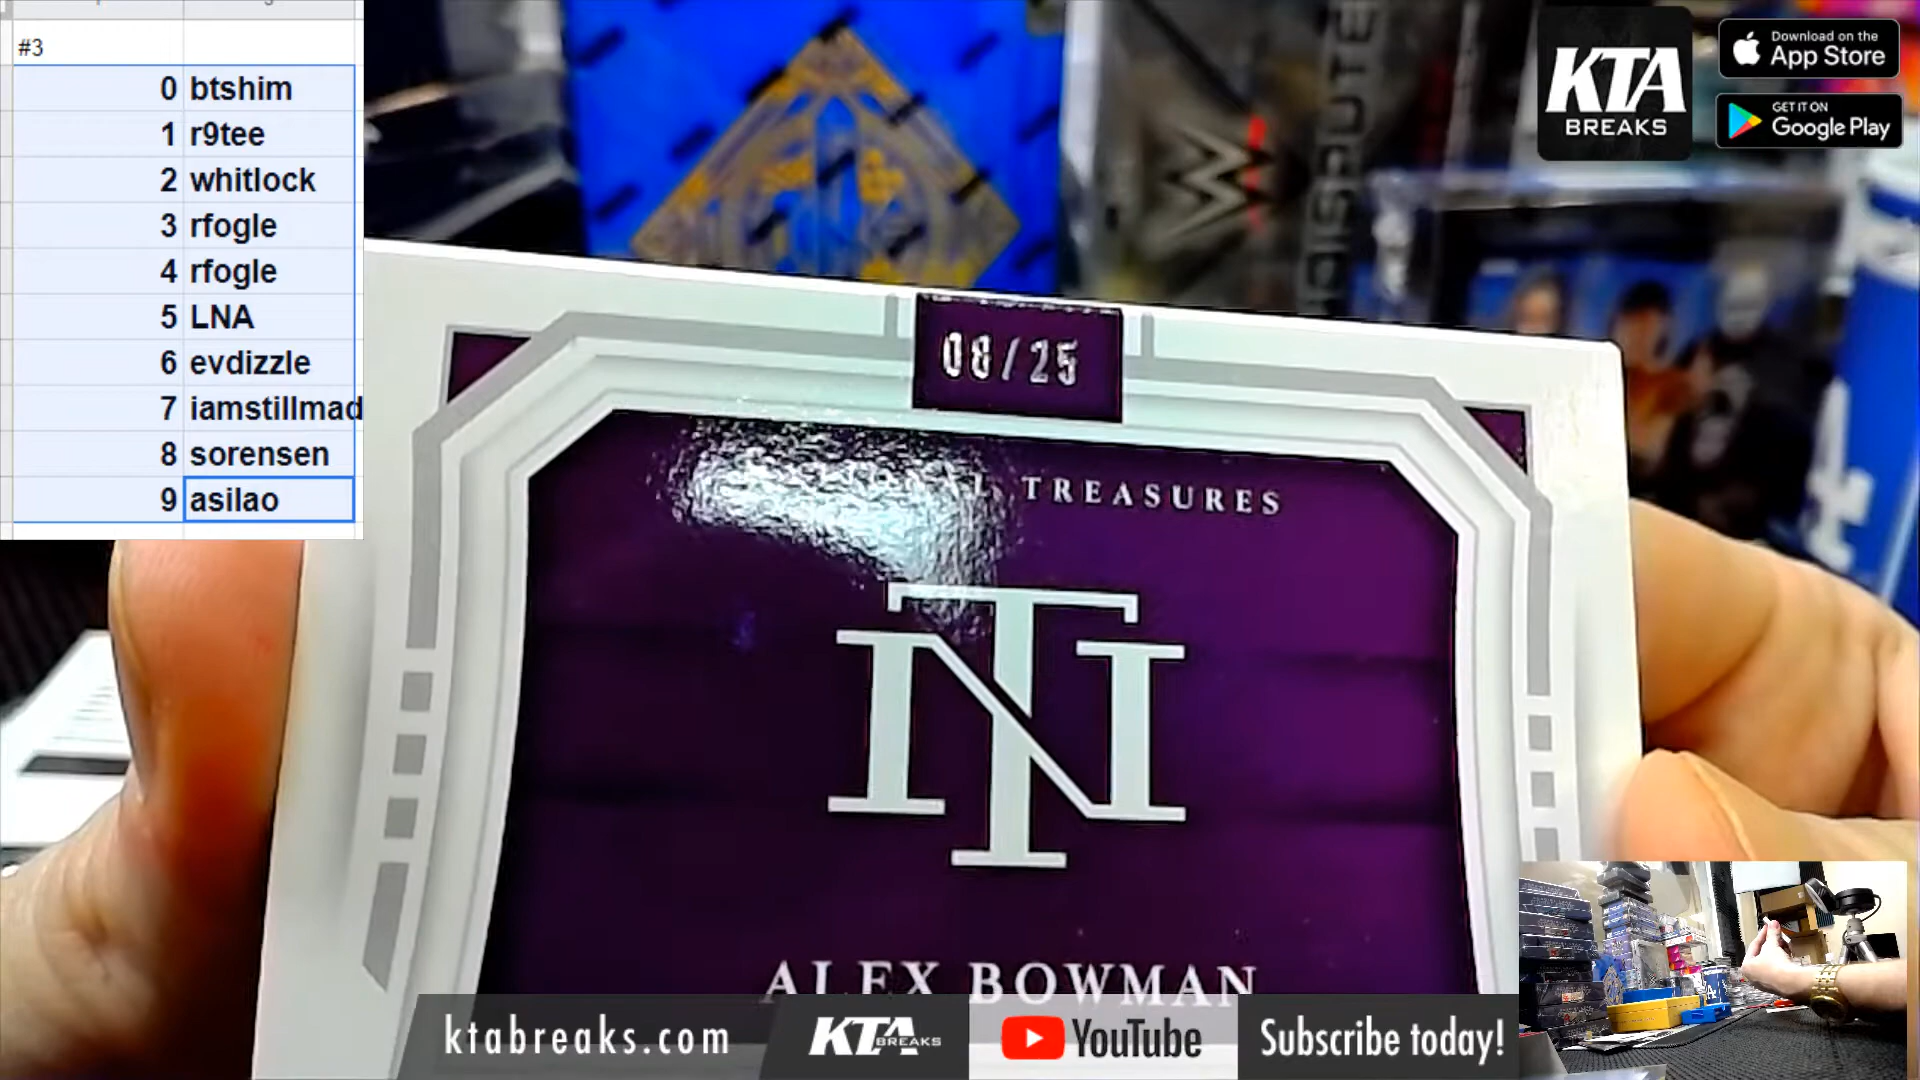 #3
0 btshim
1 r9tee
2 whitlock
3 rfogle
4 rfogle
5 LNA
6 evdizzle
7 iamstillmad
8 sorensen
9 asilao
KTA
BREAKS
Download on the
App Store
GET IT ON
Google Play
08/25
TREASURES
NT
ALEX BOWMAN
ktabreaks.com
KTA BREAKS
YouTube
Subscribe today!